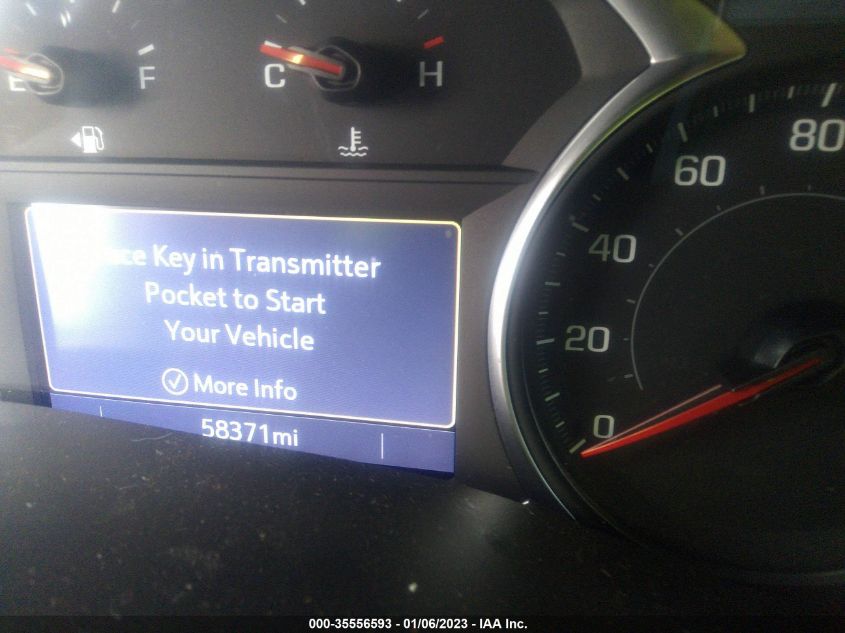 E F
C H
Key in Transmitter
Pocket to Start
Your Vehicle
More Info
58371mi
0
20
40
60
80
000-35556593 - 01/06/2023 - IAA Inc.